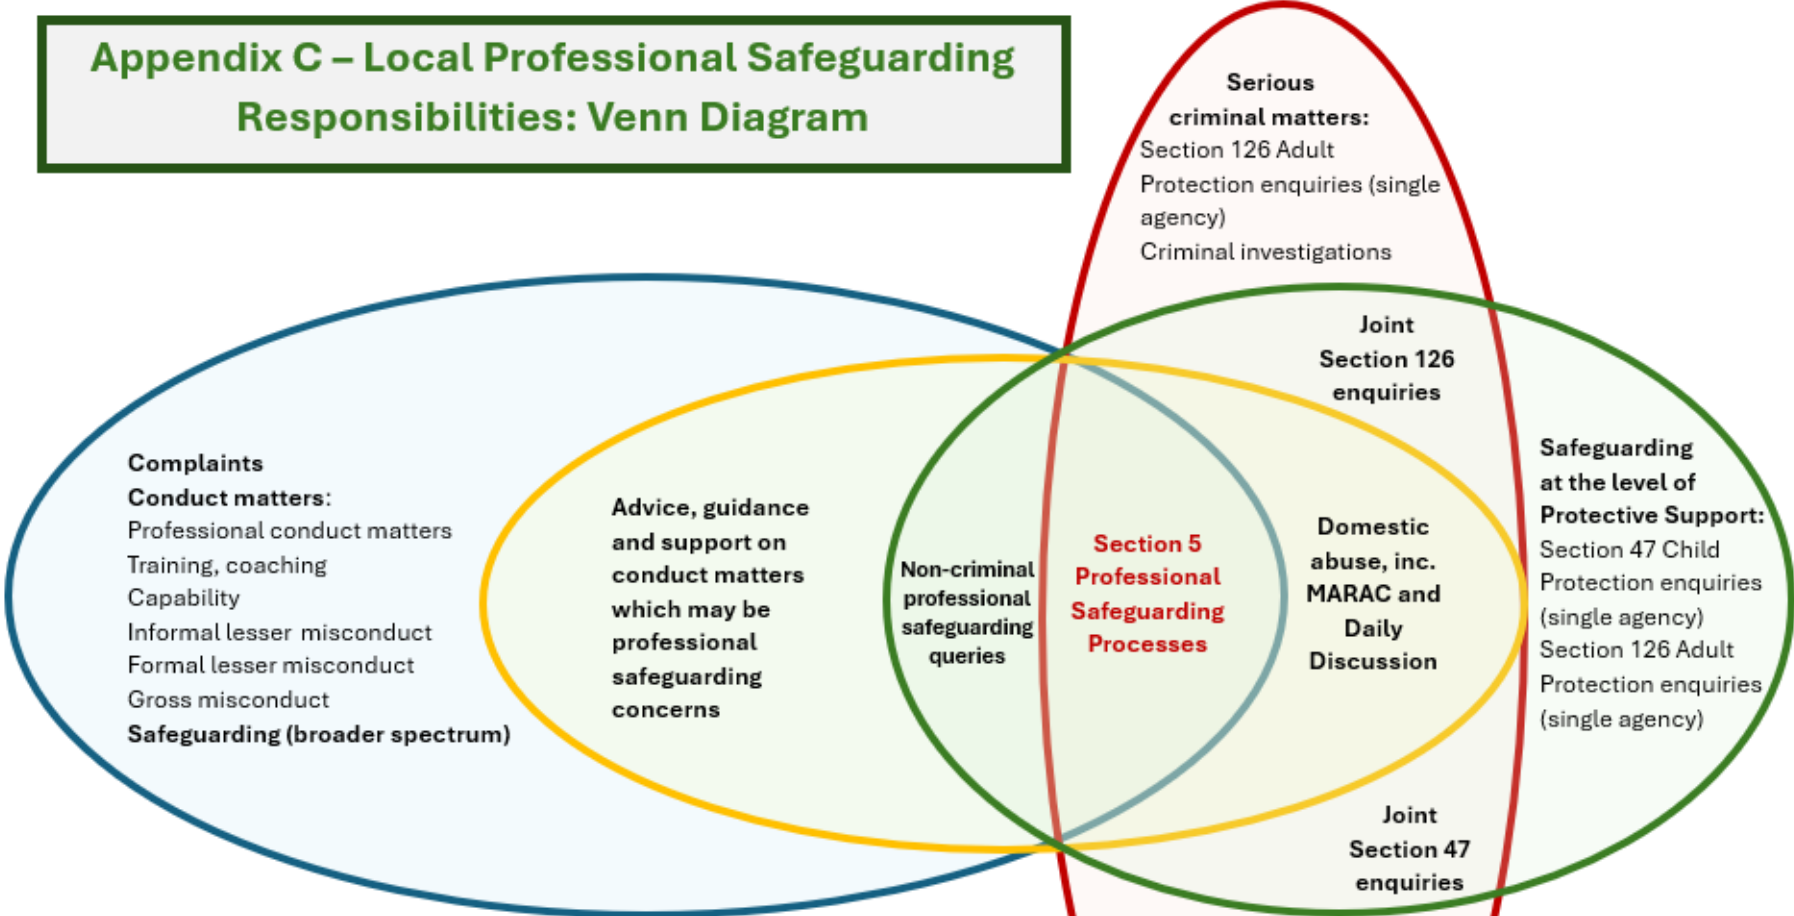 Appendix C – Local Professional Safeguarding
Responsibilities: Venn Diagram
Serious
criminal matters:
Section 126 Adult
Protection enquiries (single
agency)
Criminal investigations
Joint
Section 126
enquiries
Complaints
Conduct matters:
Professional conduct matters
Training, coaching
Capability
Informal lesser misconduct
Formal lesser misconduct
Gross misconduct
Safeguarding (broader spectrum)
Advice, guidance
and support on
conduct matters
which may be
professional
safeguarding
concerns
Non-criminal
professional
safeguarding
queries
Section 5
Professional
Safeguarding
Processes
Domestic
abuse, inc.
MARAC and
Daily
Discussion
Safeguarding
at the level of
Protective Support:
Section 47 Child
Protection enquiries
(single agency)
Section 126 Adult
Protection enquiries
(single agency)
Joint
Section 47
enquiries